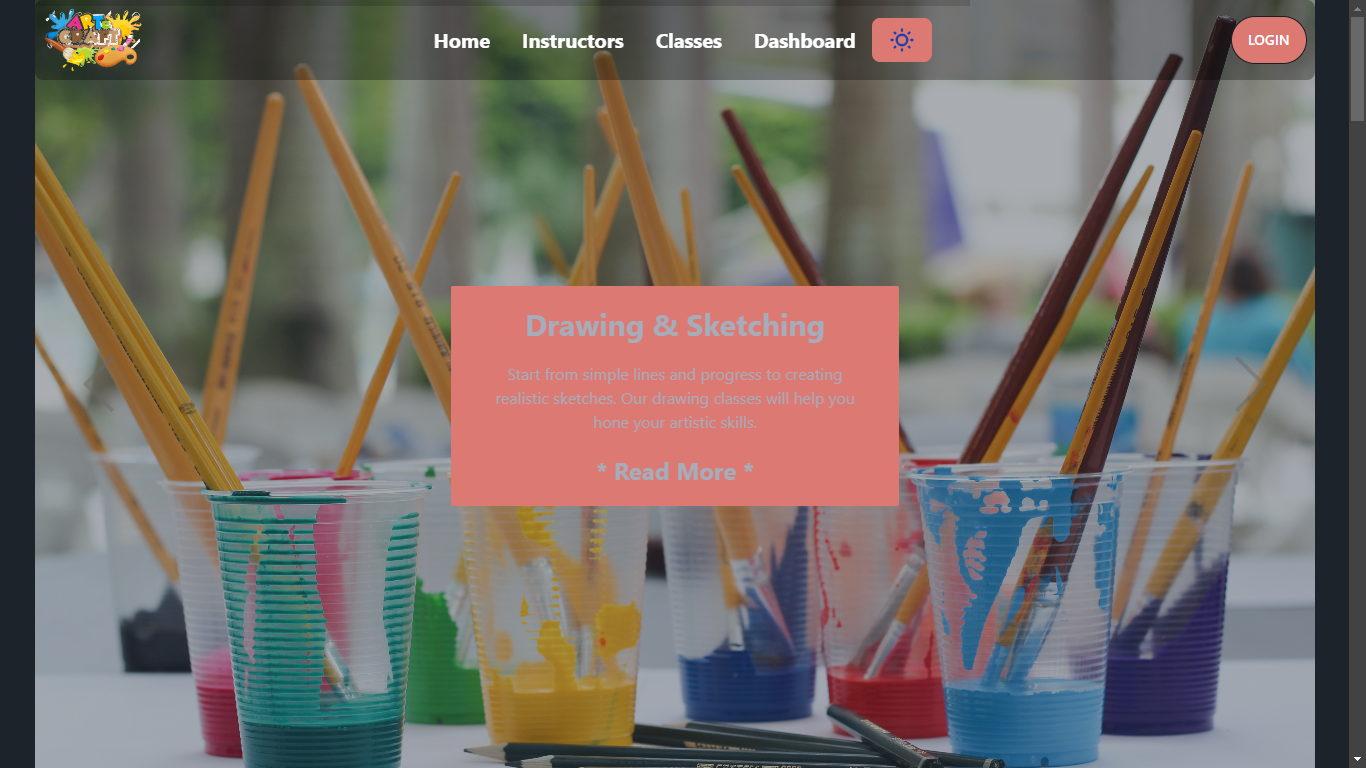 ART &
CRAFT
Home
Instructors
Classes
Dashboard
LOGIN
Drawing & Sketching
Start from simple lines and progress to creating
realistic sketches. Our drawing classes will help you
hone your artistic skills.
* Read More *